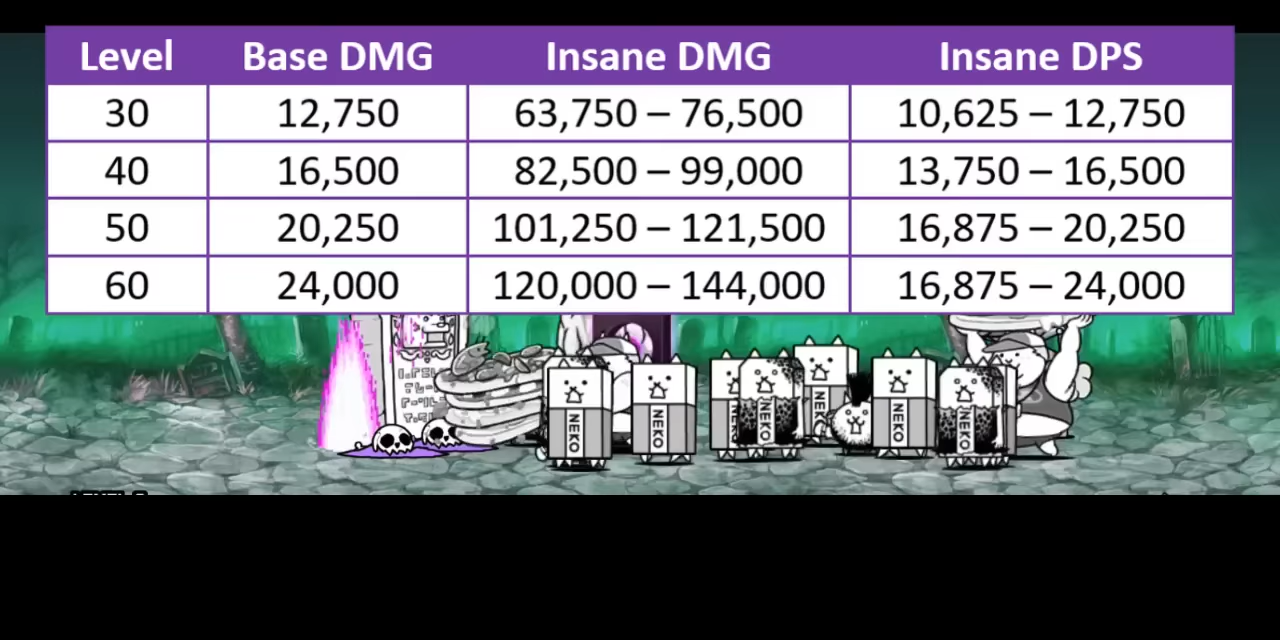 Level Base DMG Insane DMG Insane DPS
30 12,750 63,750 – 76,500 10,625 – 12,750
40 16,500 82,500 – 99,000 13,750 – 16,500
50 20,250 101,250 – 121,500 16,875 – 20,250
60 24,000 120,000 – 144,000 16,875 – 24,000
NEKO
NEKO
NEKO
NEKO
NEKO